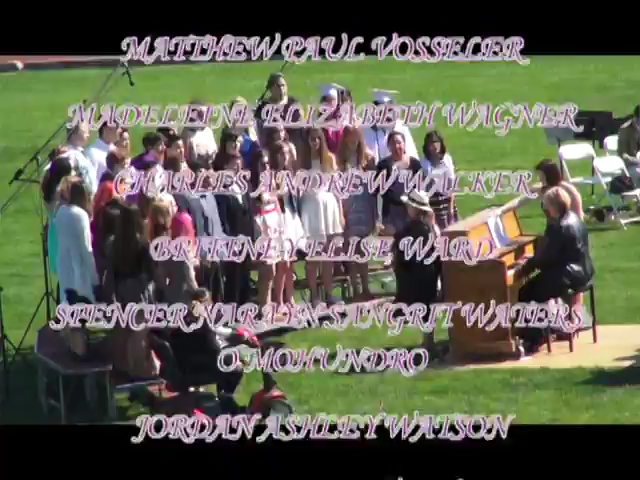 MATTHEW PAUL VOSSELER
MADELEINE ELIZABETH WAGNER
CHARLES ANDREW WALKER
BRITTNEY ELISE WARD
SPENCER NARAYN-SANGRIT WATERS
O.MOHUNDRO
JORDAN ASHLEY WATSON